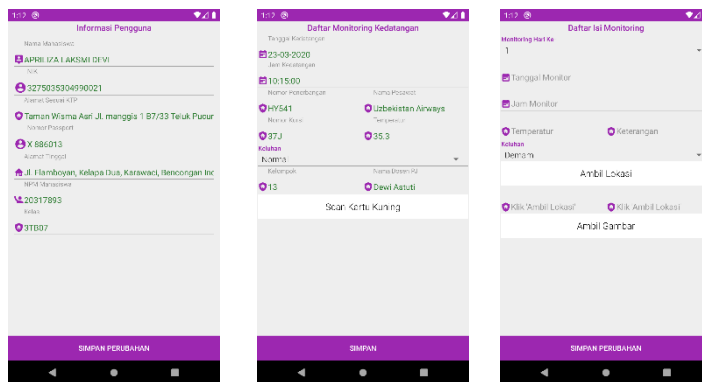 1:12
Informasi Pengguna
Nama Mahasiswa
APRILIZA LAKSMI DEVI
NIK
3275035304990021
Alamat Sesuai KTP
Taman Wisma Asri Jl. manggis 1 B7/33 Teluk Pucur
Nomor Passport
X 886013
Alamat Tinggal
Jl. Flamboyan, Kelapa Dua, Karawaci, Bencongan Ind
NPM Mahasiswa
20317893
Kelas
3TB07
SIMPAN PERUBAHAN
1:12
Daftar Monitoring Kedatangan
Tanggal Kedatangan
23-03-2020
Jam Kedatangan
10:15:00
Nomor Penerbangan Nama Pesawat
HY541 Uzbekistan Airways
Nomor Kursi Temperatur
37J 35.3
Keluhan
Normal
Kelompok Nama Dosen PJ
13 Dewi Astuti
Scan Kartu Kuning
SIMPAN
1:12
Daftar Isi Monitoring
Monitoring Hari Ke
1
Tanggal Monitor
Jam Monitor
Temperatur Keterangan
Keluhan
Demam
Ambil Lokasi
Klik 'Ambil Lokasi' Klik 'Ambil Lokasi
Ambil Gambar
SIMPAN PERUBAHAN